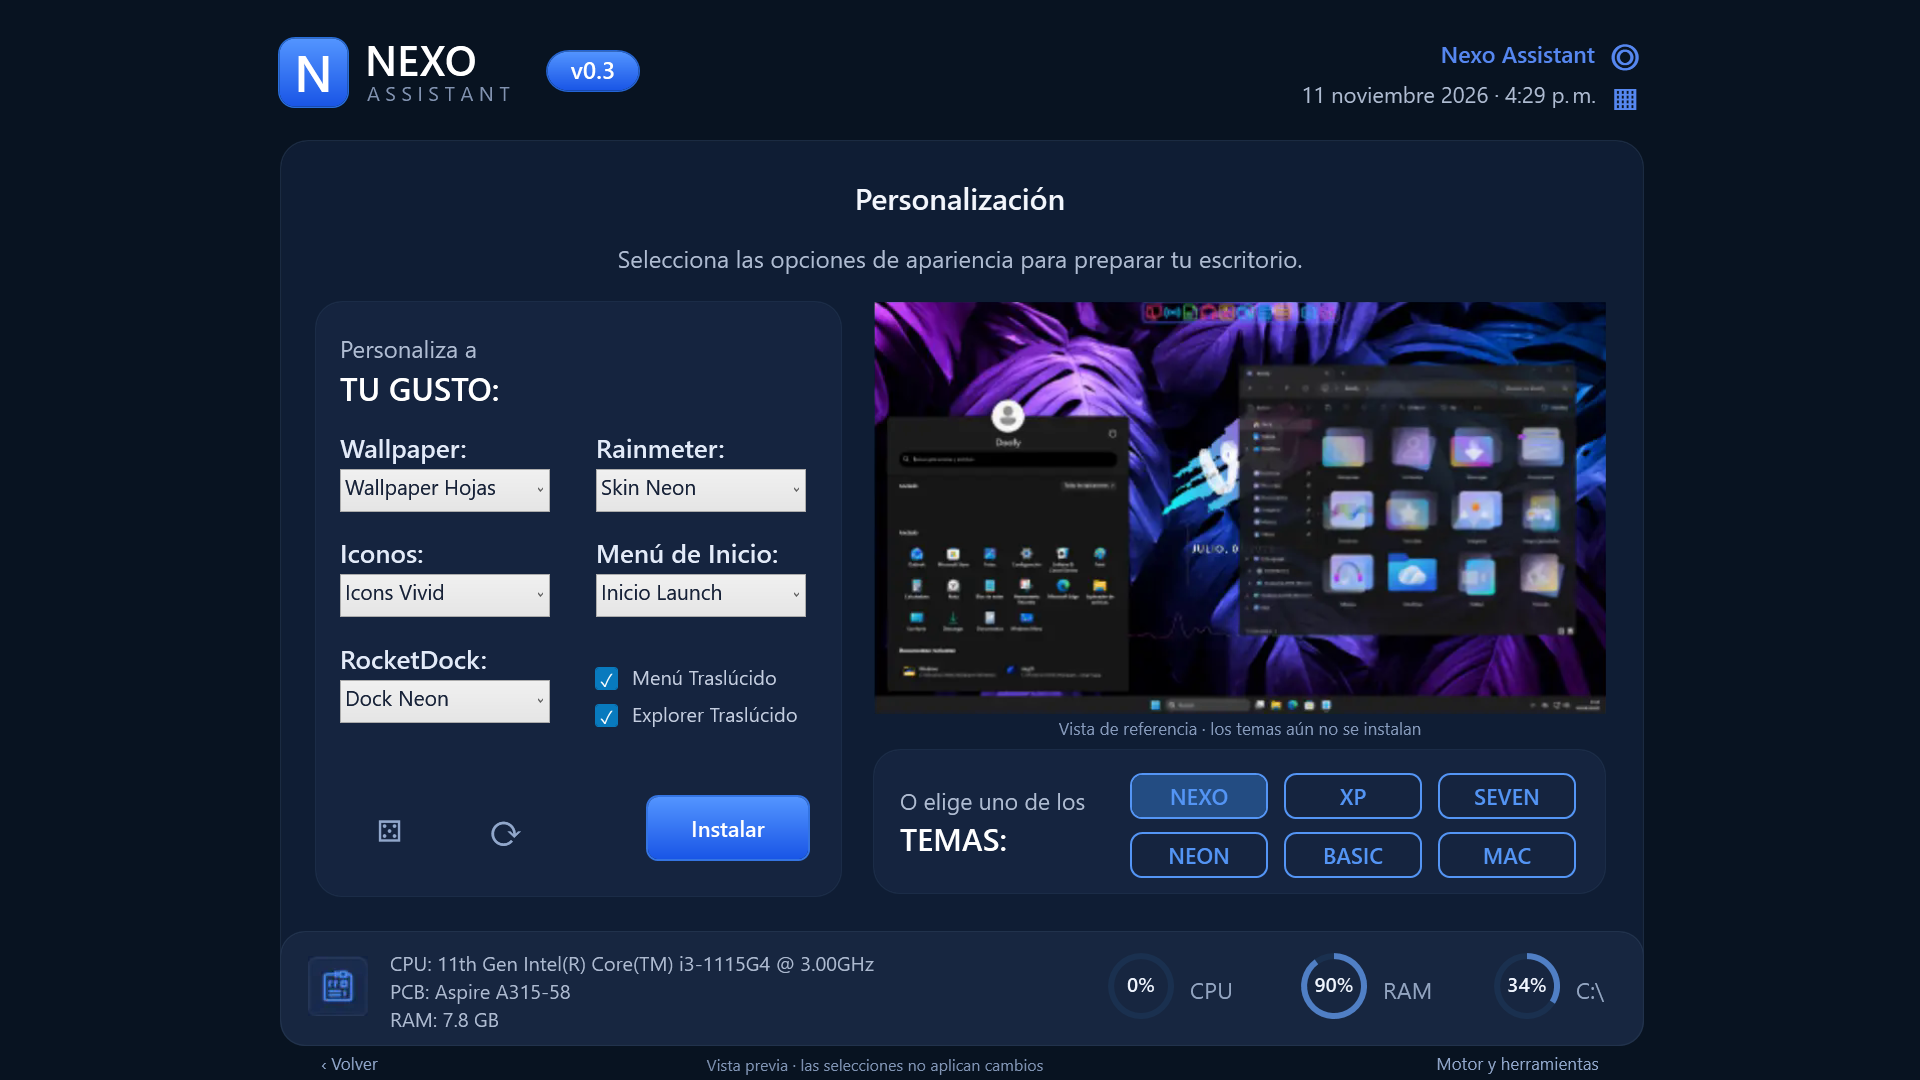 N
NEXO
ASSISTANT
v0.3
Nexo Assistant
11 noviembre 2026 · 4:29 p.m.
Personalización
Selecciona las opciones de apariencia para preparar tu escritorio.
Personaliza a
TU GUSTO:
Wallpaper:
Wallpaper Hojas
Rainmeter:
Skin Neon
Iconos:
Icons Vivid
Menú de Inicio:
Inicio Launch
RocketDock:
Dock Neon
✓ Menú Traslúcido
✓ Explorer Traslúcido
Instalar
JULIO,
Vista de referencia · los temas aún no se instalan
O elige uno de los
TEMAS:
NEXO
XP
SEVEN
NEON
BASIC
MAC
CPU: 11th Gen Intel(R) Core(TM) i3-1115G4 @ 3.00GHz
PCB: Aspire A315-58
RAM: 7.8 GB
0% CPU
90% RAM
34% C:\
‹ Volver
Vista previa · las selecciones no aplican cambios
Motor y herramientas